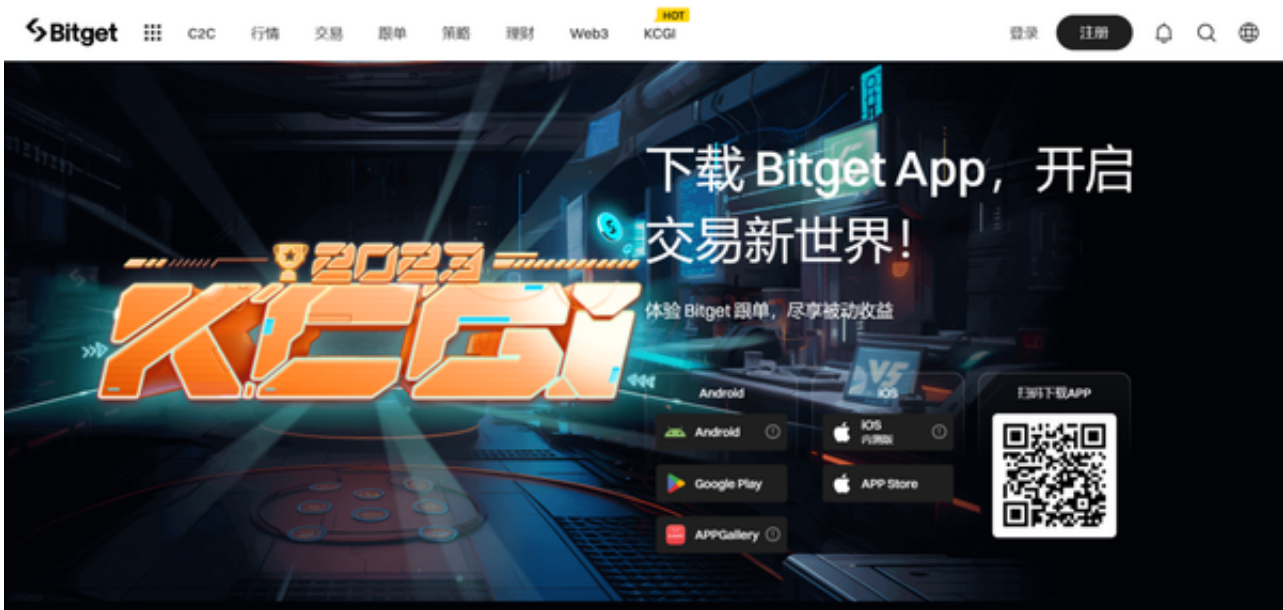 Bitget
C2C
行情
交易
跟单
策略
理财
Web3
HOT
KCGI
登录
注册
2023
KCGI
下载 Bitget App，开启
交易新世界！
体验 Bitget 跟单，尽享被动收益
VS
Android
iOS
扫码下载APP
Android
iOS
内测版
Google Play
APP Store
APPGallery